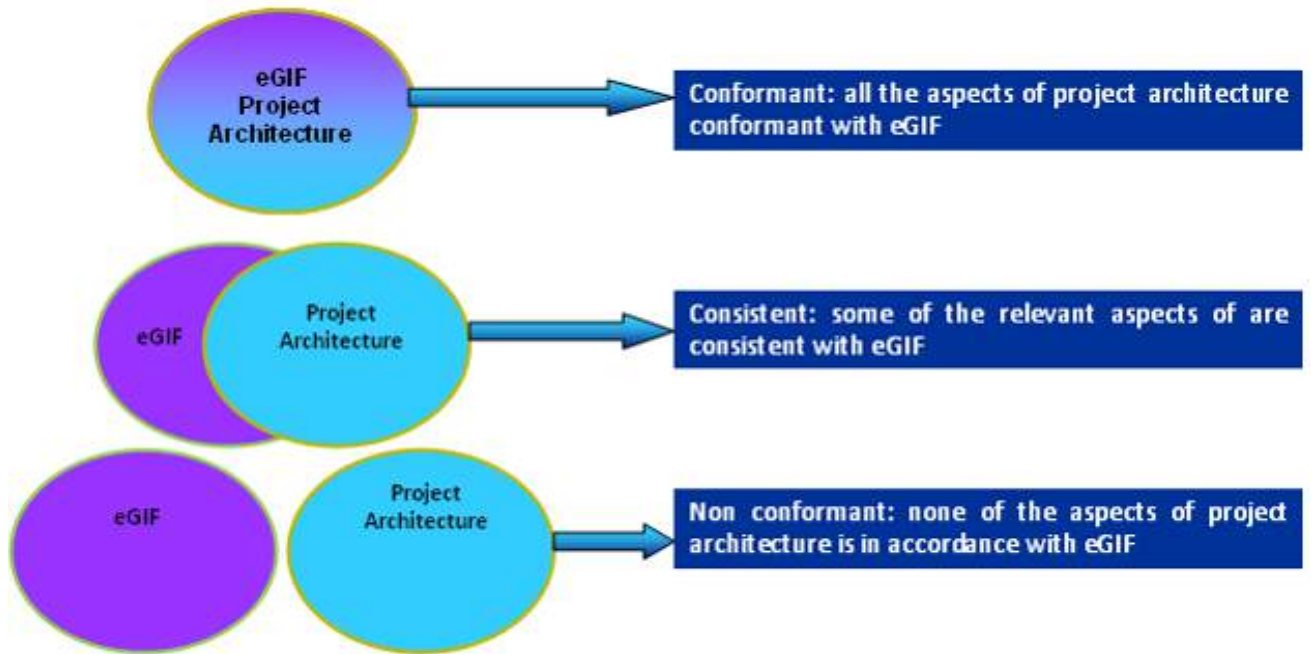 eGIF
Project
Architecture
Conformant: all the aspects of project architecture
conformant with eGIF
eGIF
Project
Architecture
Consistent: some of the relevant aspects of are
consistent with eGIF
eGIF
Project
Architecture
Non conformant: none of the aspects of project
architecture is in accordance with eGIF